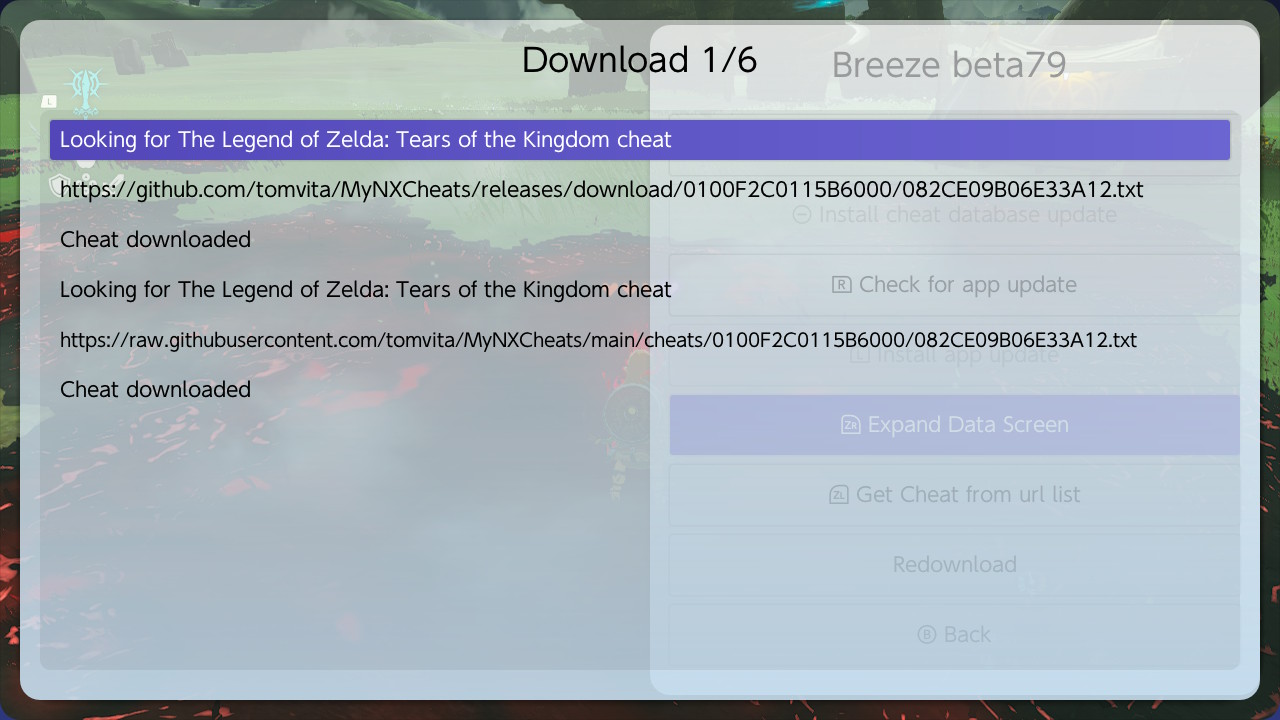 Download 1/6
Breeze beta79
L
Looking for The Legend of Zelda: Tears of the Kingdom cheat
https://github.com/tomvita/MyNXCheats/releases/download/0100F2C0115B6000/082CE09B06E33A12.txt
Install cheat database update
Cheat downloaded
R Check for app update
Looking for The Legend of Zelda: Tears of the Kingdom cheat
https://raw.githubusercontent.com/tomvita/MyNXCheats/main/cheats/0100F2C0115B6000/082CE09B06E33A12.txt
L Install app update
Cheat downloaded
ZR Expand Data Screen
ZL Get Cheat from url list
Redownload
B Back